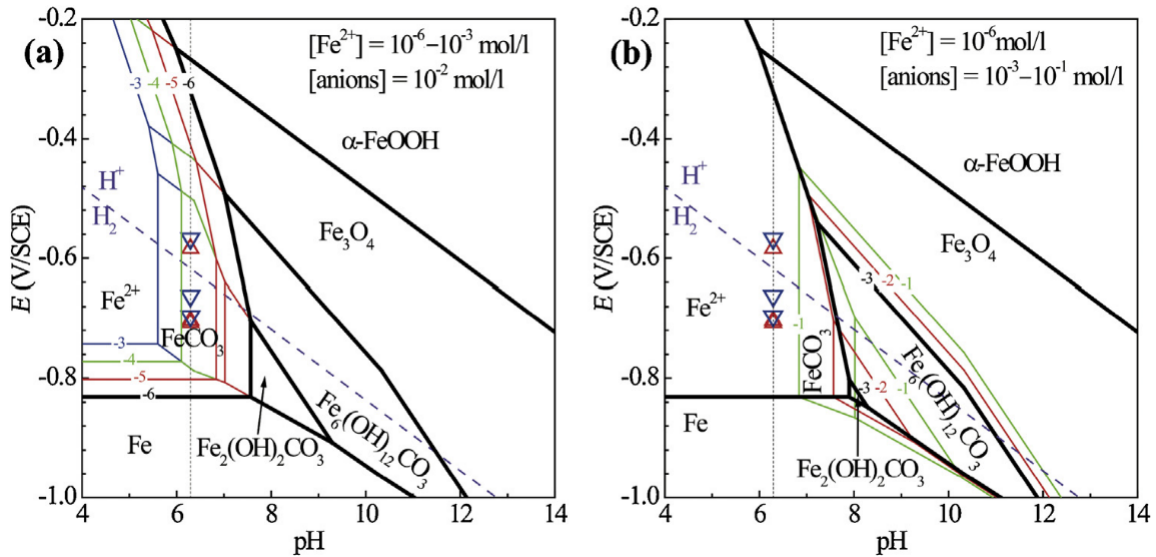 (a)
[Fe²⁺] = 10⁻⁶–10⁻³ mol/l
[anions] = 10⁻² mol/l
-3 -4 -5 -6
α-FeOOH
H⁺
H₂
Fe₃O₄
Fe²⁺
FeCO₃
-3
-4
-5
-6
Fe
Fe₂(OH)₂CO₃
Fe₆(OH)₁₂CO₃
E (V/SCE)
-0.2
-0.4
-0.6
-0.8
-1.0
4 6 8 10 12 14
pH
(b)
[Fe²⁺] = 10⁻⁶mol/l
[anions] = 10⁻³–10⁻¹ mol/l
α-FeOOH
H⁺
H₂
Fe₃O₄
Fe²⁺
-3 -2 -1
-1
FeCO₃
-3 -2 -1
Fe₆(OH)₁₂CO₃
Fe
Fe₂(OH)₂CO₃
E (V/SCE)
-0.2
-0.4
-0.6
-0.8
-1.0
4 6 8 10 12 14
pH